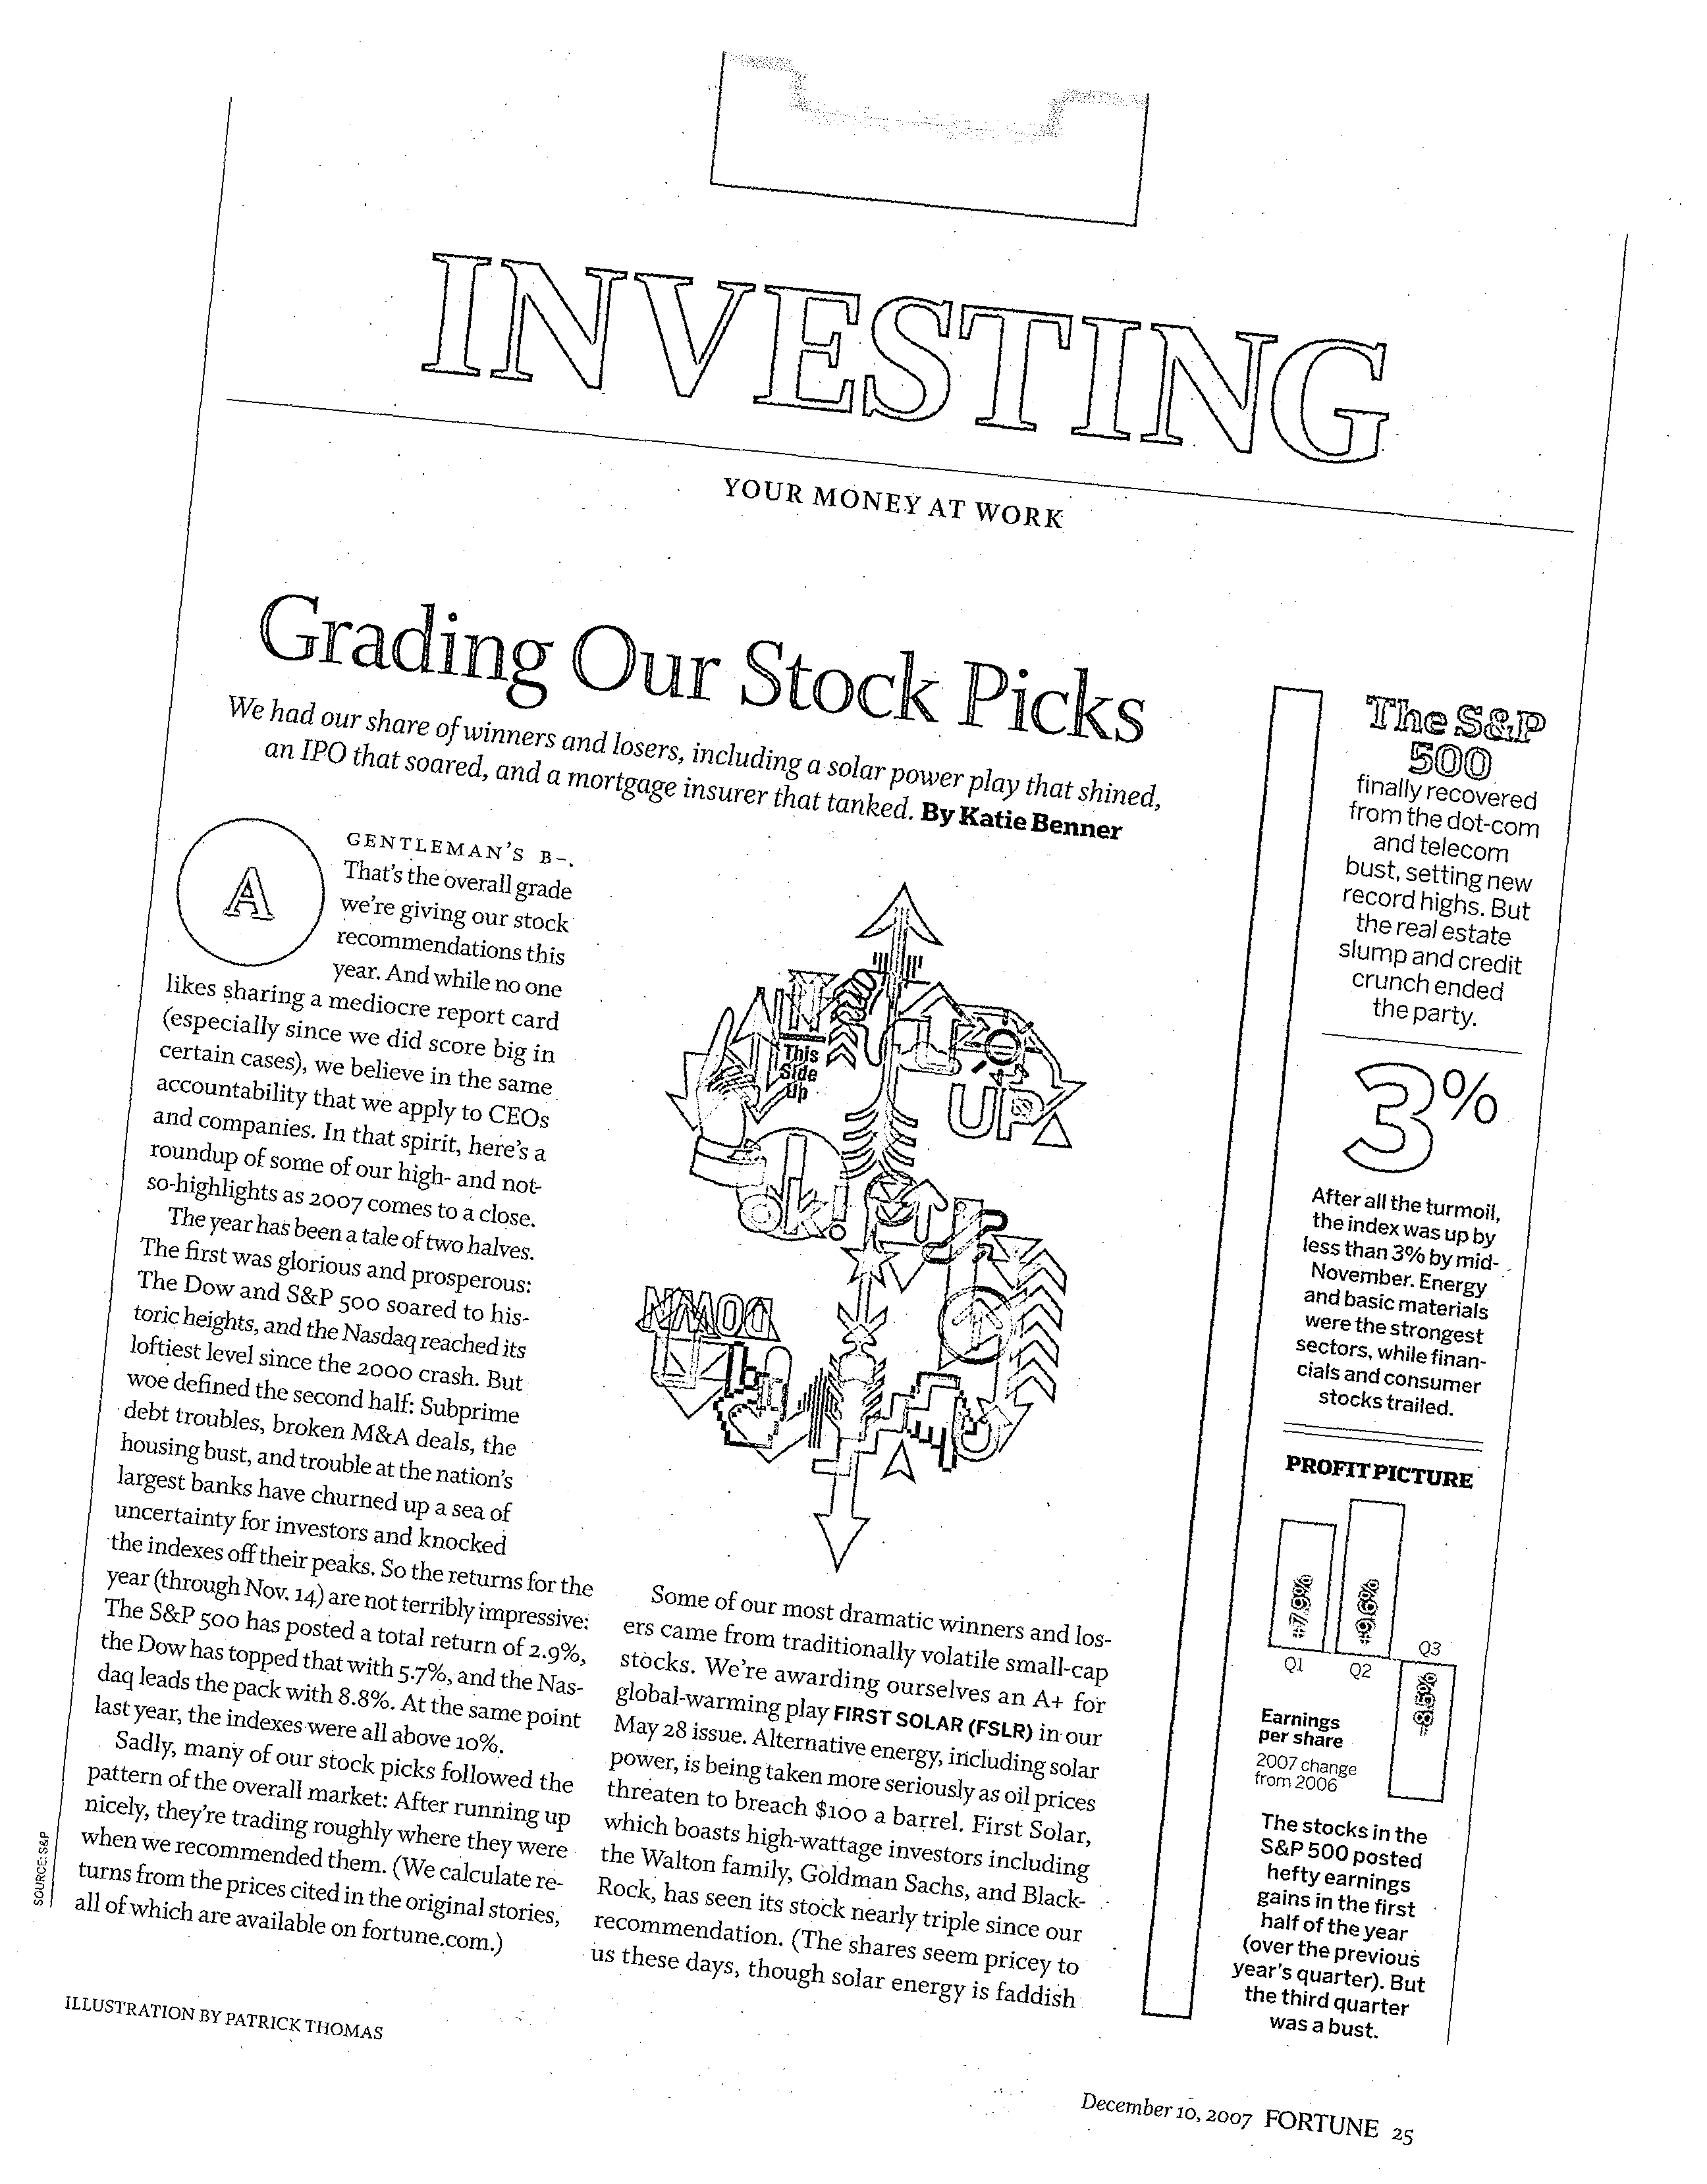 INVESTING
YOUR MONEY AT WORK
Grading Our Stock Picks
We had our share of winners and losers, including a solar power play that shined,
an IPO that soared, and a mortgage insurer that tanked. By Katie Benner
A
GENTLEMAN'S B–.
That's the overall grade
we're giving our stock
recommendations this
year. And while no one
likes sharing a mediocre report card
(especially since we did score big in
certain cases), we believe in the same
accountability that we apply to CEOs
and companies. In that spirit, here's a
roundup of some of our high- and not-
so-highlights as 2007 comes to a close.
The year has been a tale of two halves.
The first was glorious and prosperous:
The Dow and S&P 500 soared to his-
toric heights, and the Nasdaq reached its
loftiest level since the 2000 crash. But
woe defined the second half: Subprime
debt troubles, broken M&A deals, the
housing bust, and trouble at the nation's
largest banks have churned up a sea of
uncertainty for investors and knocked
the indexes off their peaks. So the returns for the
year (through Nov. 14) are not terribly impressive:
The S&P 500 has posted a total return of 2.9%,
the Dow has topped that with 5.7%, and the Nas-
daq leads the pack with 8.8%. At the same point
last year, the indexes were all above 10%.
Sadly, many of our stock picks followed the
pattern of the overall market: After running up
nicely, they're trading roughly where they were
when we recommended them. (We calculate re-
turns from the prices cited in the original stories,
all of which are available on fortune.com.)
This
Side
Up
UP
ok!
DOWN
Some of our most dramatic winners and los-
ers came from traditionally volatile small-cap
stocks. We're awarding ourselves an A+ for
global-warming play FIRST SOLAR (FSLR) in our
May 28 issue. Alternative energy, including solar
power, is being taken more seriously as oil prices
threaten to breach $100 a barrel. First Solar,
which boasts high-wattage investors including
the Walton family, Goldman Sachs, and Black-
Rock, has seen its stock nearly triple since our
recommendation. (The shares seem pricey to
us these days, though solar energy is faddish
The S&P
500
finally recovered
from the dot-com
and telecom
bust, setting new
record highs. But
the real estate
slump and credit
crunch ended
the party.
3%
After all the turmoil,
the index was up by
less than 3% by mid-
November. Energy
and basic materials
were the strongest
sectors, while finan-
cials and consumer
stocks trailed.
PROFIT PICTURE
+7.9%
+9.6%
-8.5%
Q1
Q2
Q3
Earnings
per share
2007 change
from 2006
The stocks in the
S&P 500 posted
hefty earnings
gains in the first
half of the year
(over the previous
year's quarter). But
the third quarter
was a bust.
SOURCE: S&P
ILLUSTRATION BY PATRICK THOMAS
December 10, 2007 FORTUNE 25